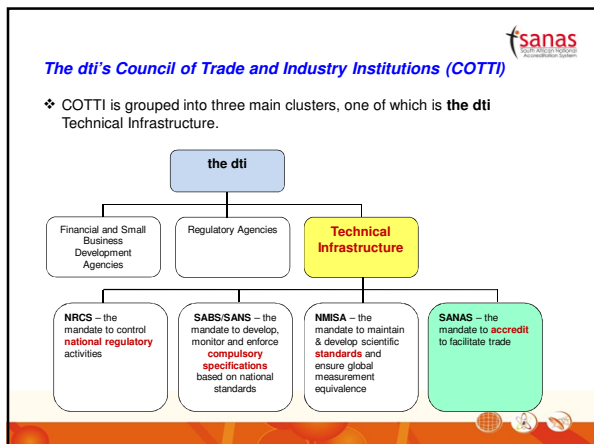 sanas
South African National
Accreditation System
The dti's Council of Trade and Industry Institutions (COTTI)
❖ COTTI is grouped into three main clusters, one of which is the dti
Technical Infrastructure.
the dti
Financial and Small
Business
Development
Agencies
Regulatory Agencies
Technical
Infrastructure
NRCS – the
mandate to control
national regulatory
activities
SABS/SANS – the
mandate to develop,
monitor and enforce
compulsory
specifications
based on national
standards
NMISA – the
mandate to maintain
& develop scientific
standards and
ensure global
measurement
equivalence
SANAS – the
mandate to accredit
to facilitate trade